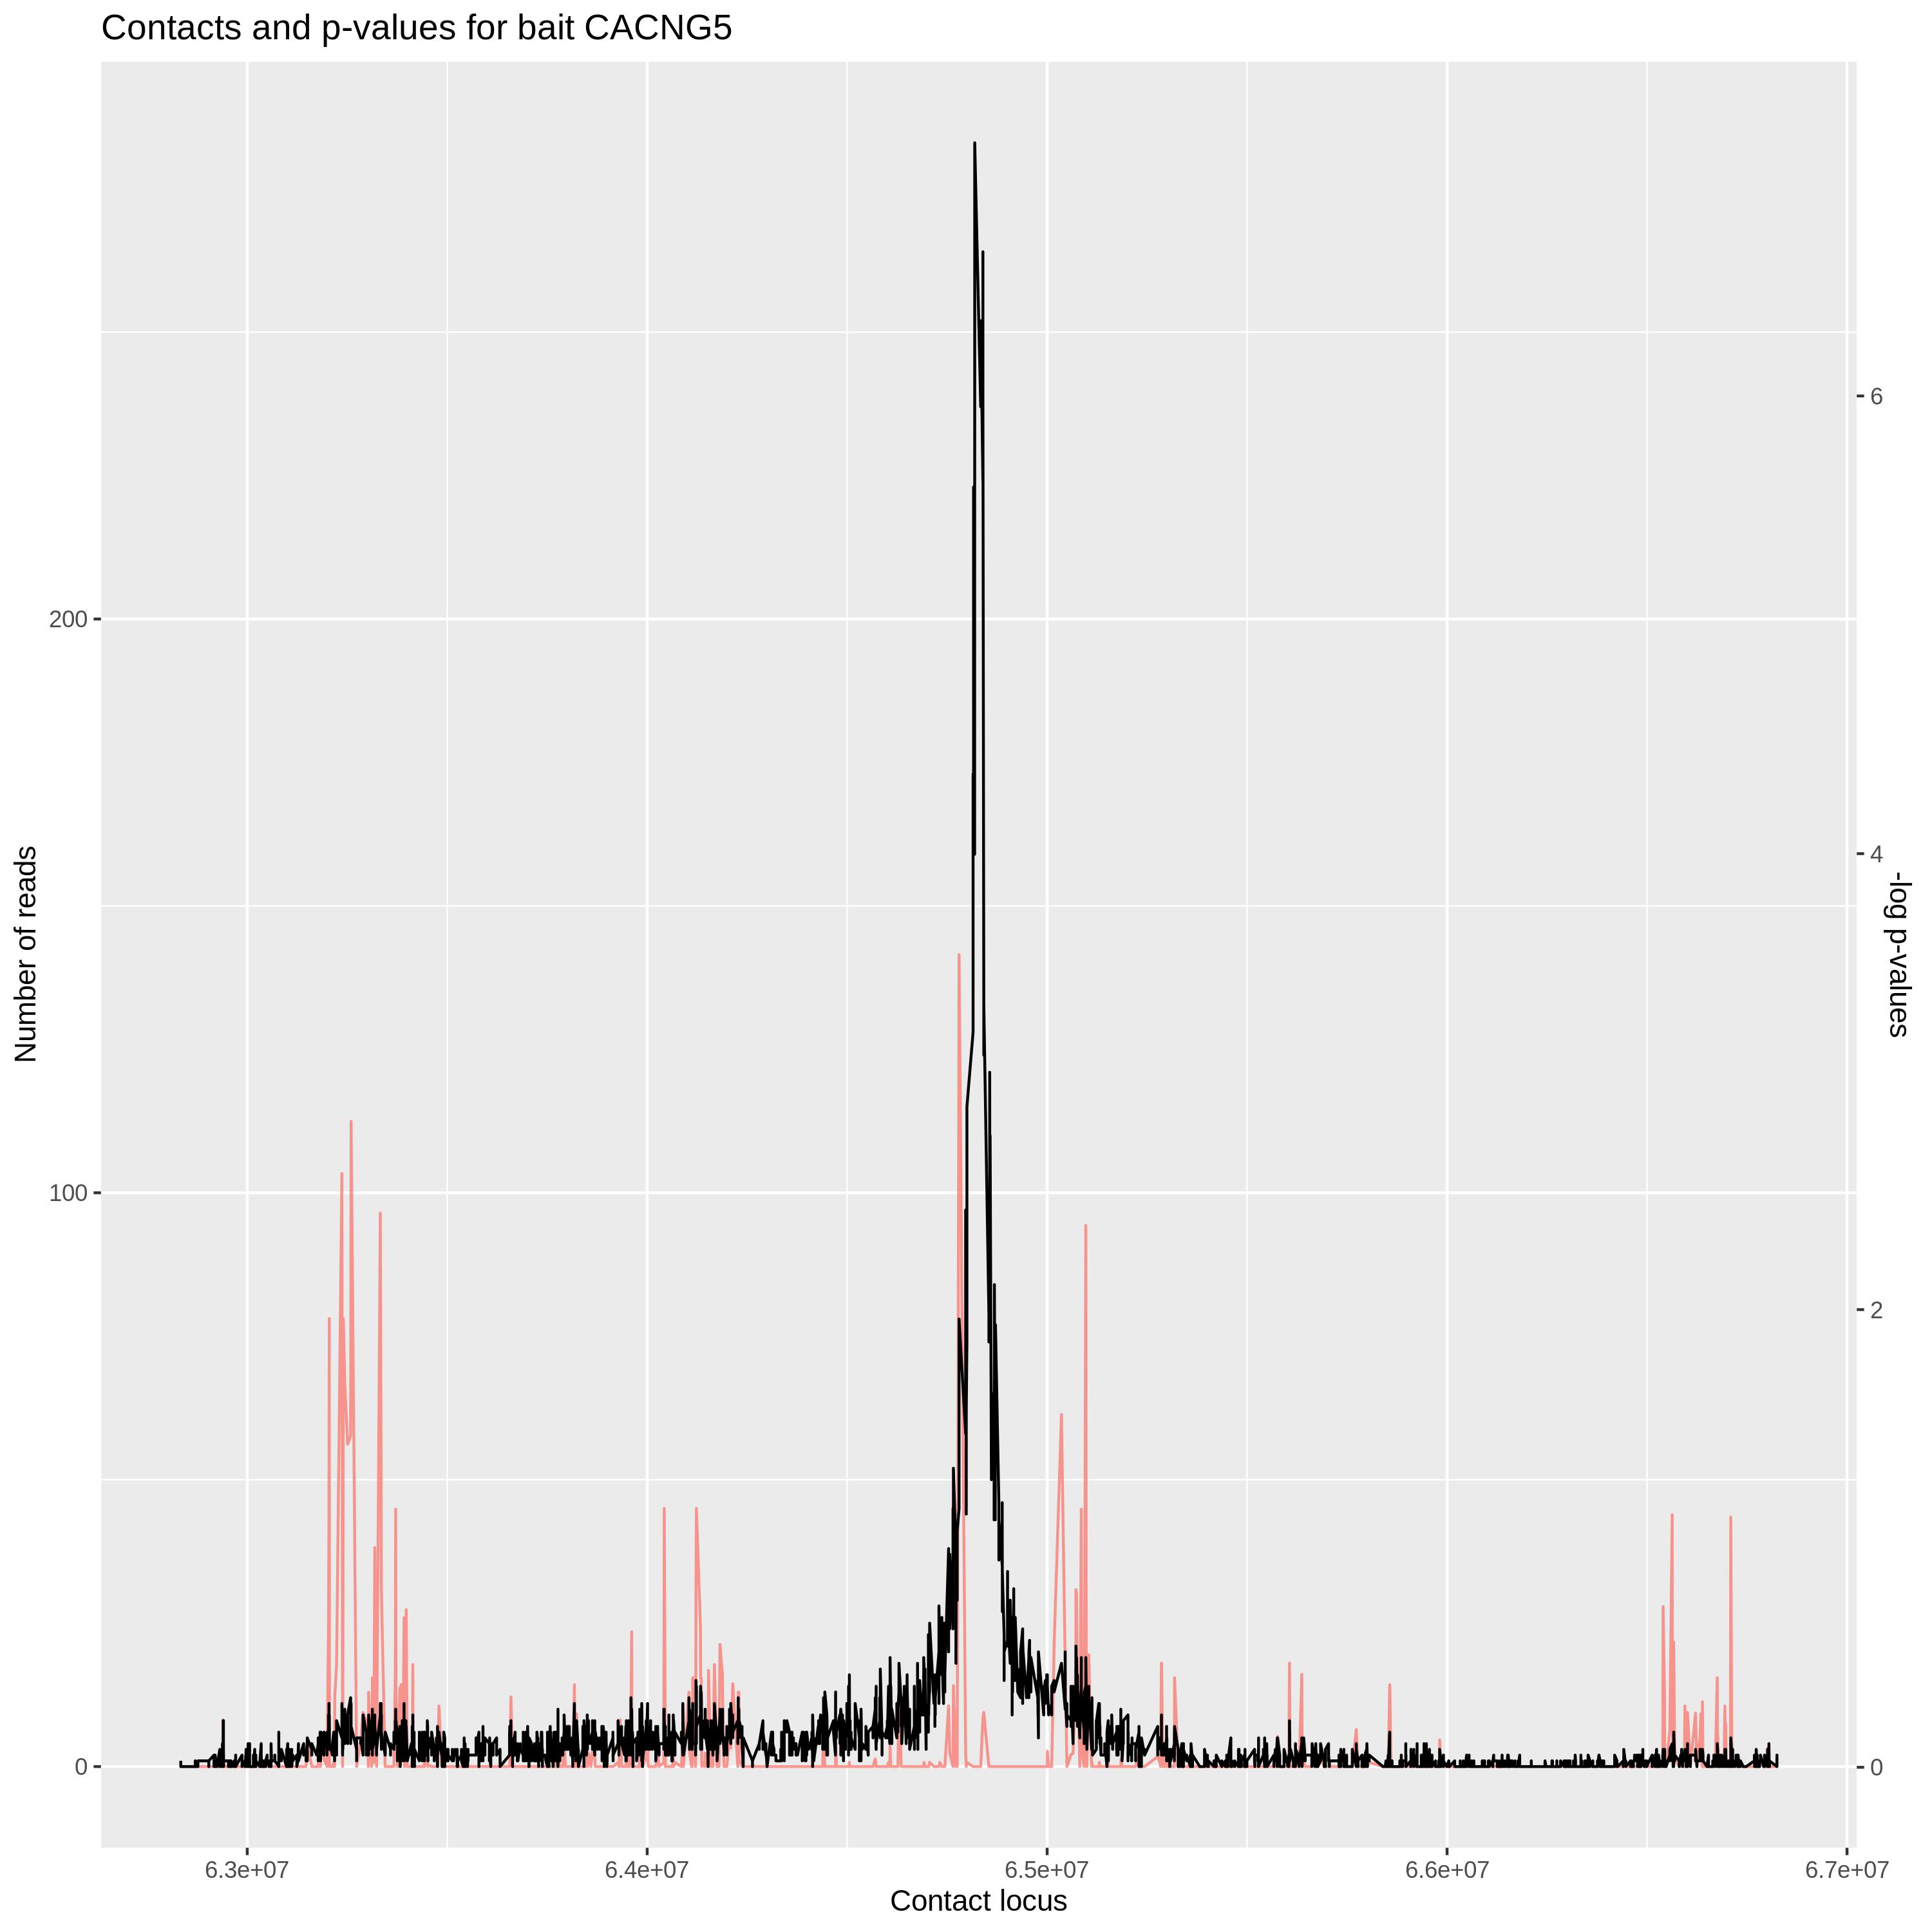 Contacts and p-values for bait CACNG5
Number of reads
200
100
0
6
4
2
0
-log p-values
6.3e+07 6.4e+07 6.5e+07 6.6e+07 6.7e+07
Contact locus